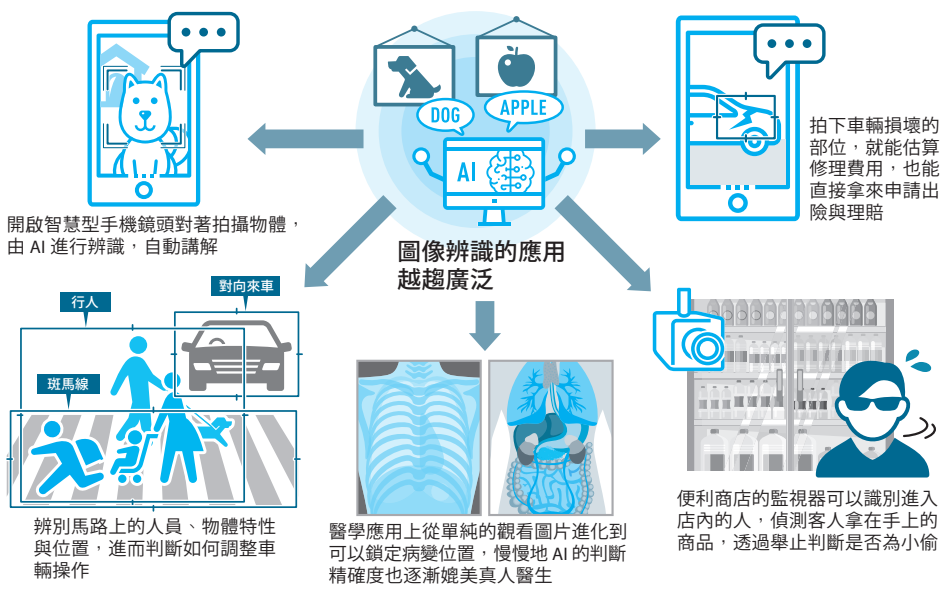 DOG
APPLE
AI
圖像辨識的應用
越趨廣泛
開啟智慧型手機鏡頭對著拍攝物體，
由 AI 進行辨識，自動講解
拍下車輛損壞的
部位，就能估算
修理費用，也能
直接拿來申請出
險與理賠
對向來車
行人
斑馬線
辨別馬路上的人員、物體特性
與位置，進而判斷如何調整車
輛操作
醫學應用上從單純的觀看圖片進化到
可以鎖定病變位置，慢慢地 AI 的判斷
精確度也逐漸媲美真人醫生
便利商店的監視器可以識別進入
店內的人，偵測客人拿在手上的
商品，透過舉止判斷是否為小偷